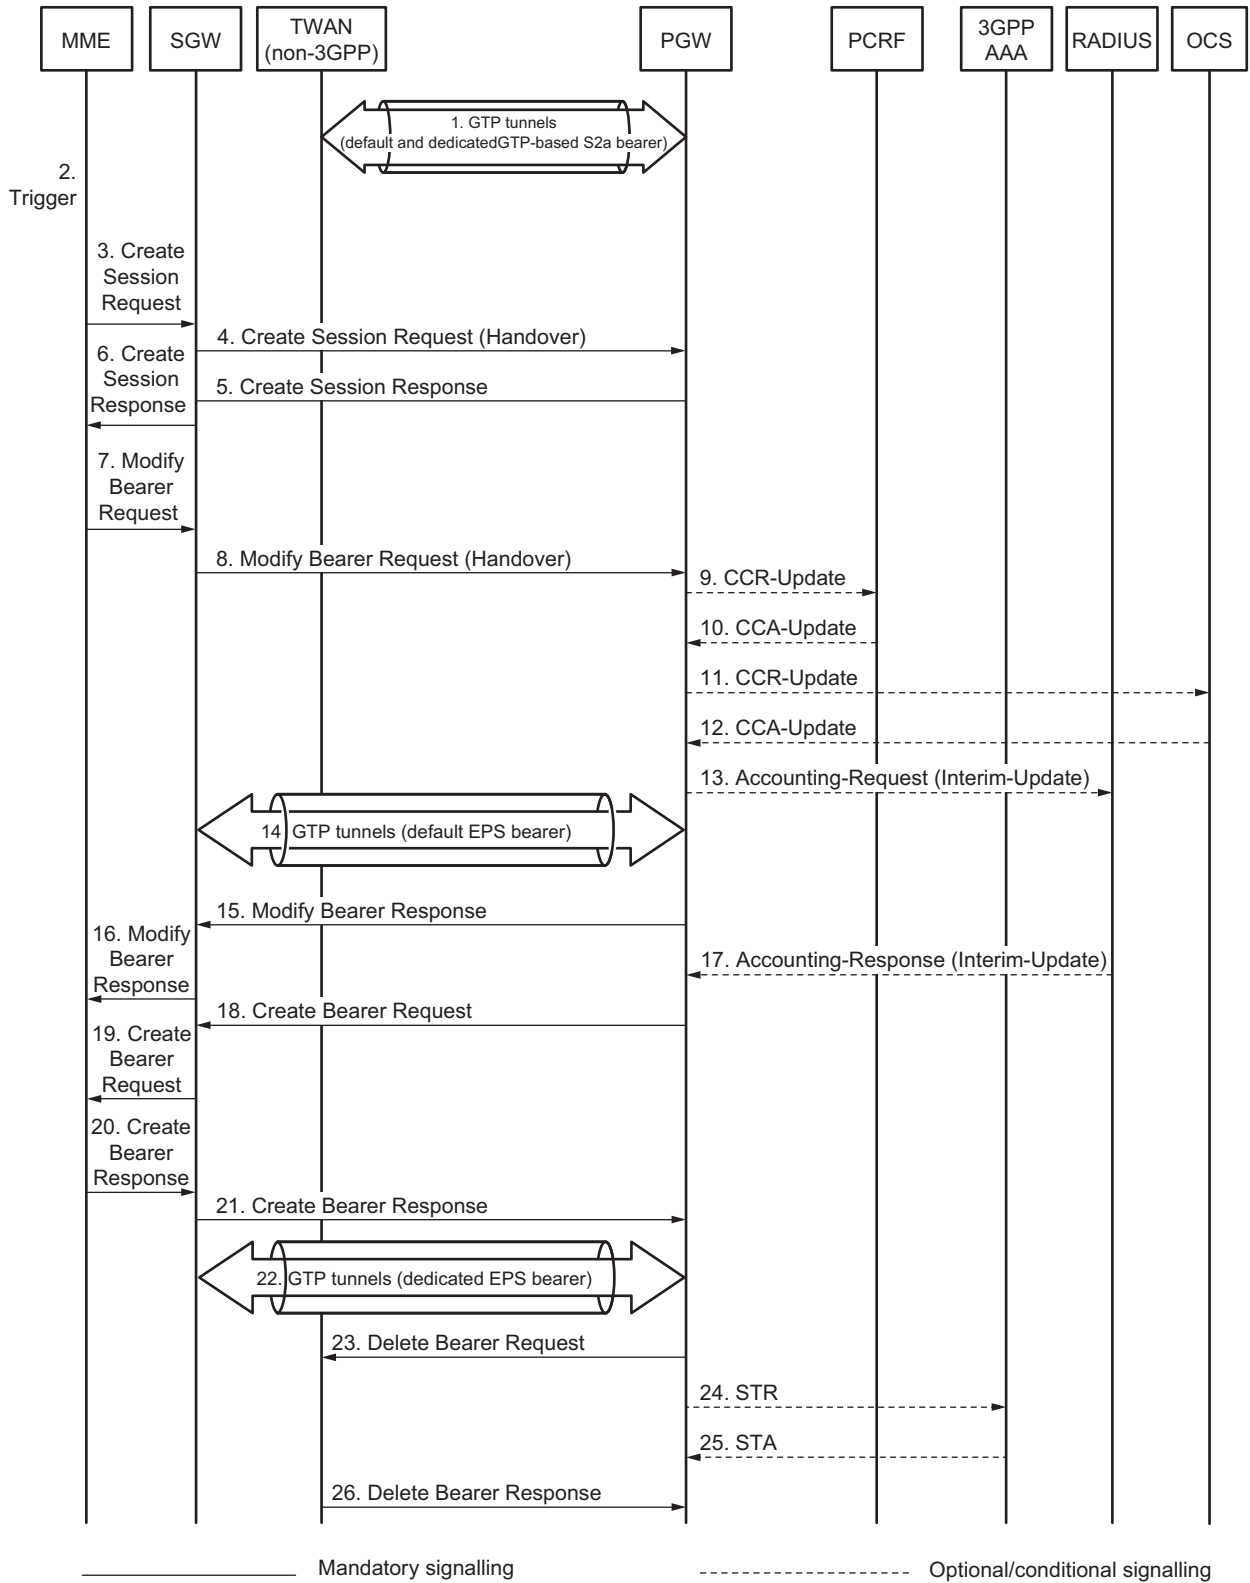 MME
SGW
TWAN
(non-3GPP)
PGW
PCRF
3GPP
AAA
RADIUS
OCS
1. GTP tunnels
(default and dedicatedGTP-based S2a bearer)
2.
Trigger
3. Create
Session
Request
4. Create Session Request (Handover)
6. Create
Session
Response
5. Create Session Response
7. Modify
Bearer
Request
8. Modify Bearer Request (Handover)
9. CCR-Update
10. CCA-Update
11. CCR-Update
12. CCA-Update
13. Accounting-Request (Interim-Update)
14 GTP tunnels (default EPS bearer)
15. Modify Bearer Response
16. Modify
Bearer
Response
17. Accounting-Response (Interim-Update)
18. Create Bearer Request
19. Create
Bearer
Request
20. Create
Bearer
Response
21. Create Bearer Response
22. GTP tunnels (dedicated EPS bearer)
23. Delete Bearer Request
24. STR
25. STA
26. Delete Bearer Response
Mandatory signalling
Optional/conditional signalling